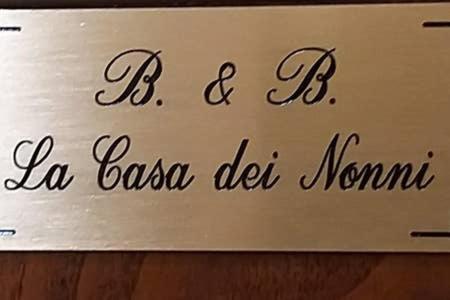 B. & B.
La Casa dei Nonni